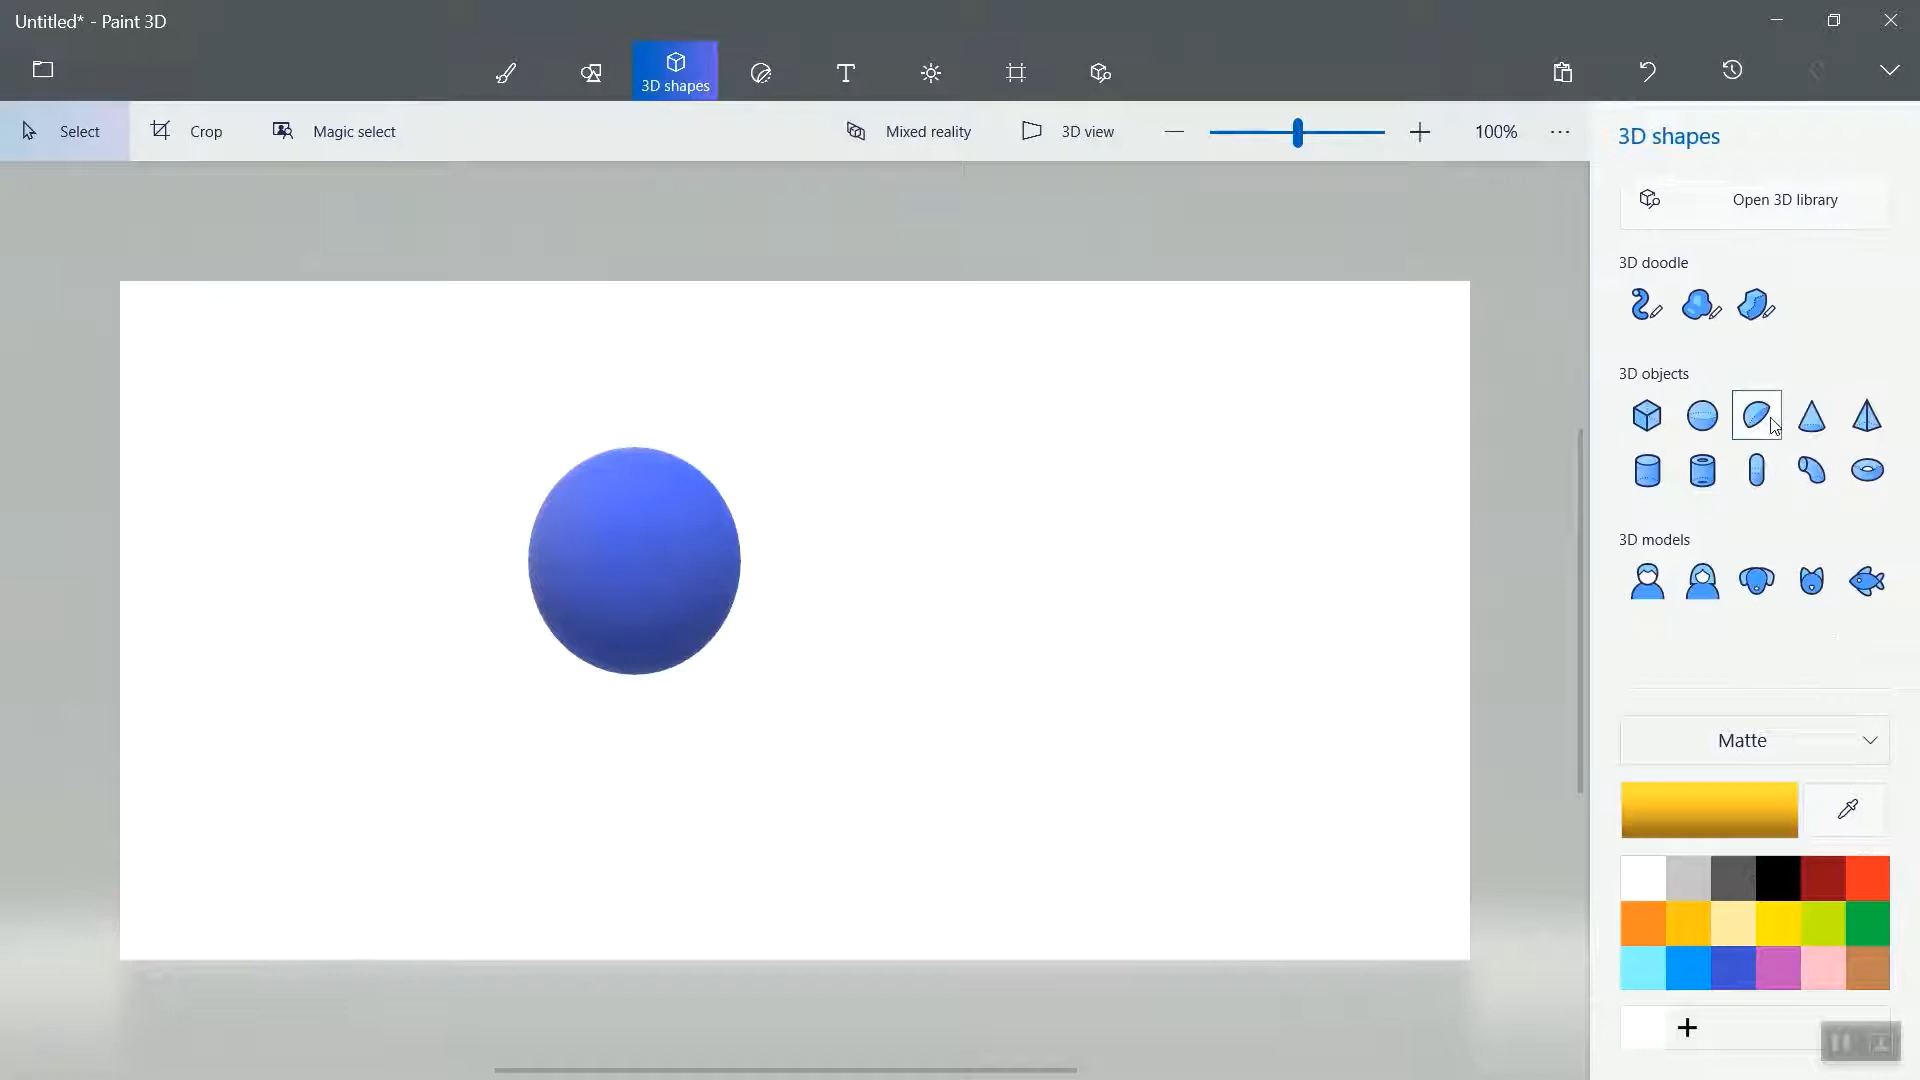 Untitled* - Paint 3D
3D shapes
Select
Crop
Magic select
Mixed reality
3D view
100%
3D shapes
Open 3D library
3D doodle
3D objects
3D models
Matte